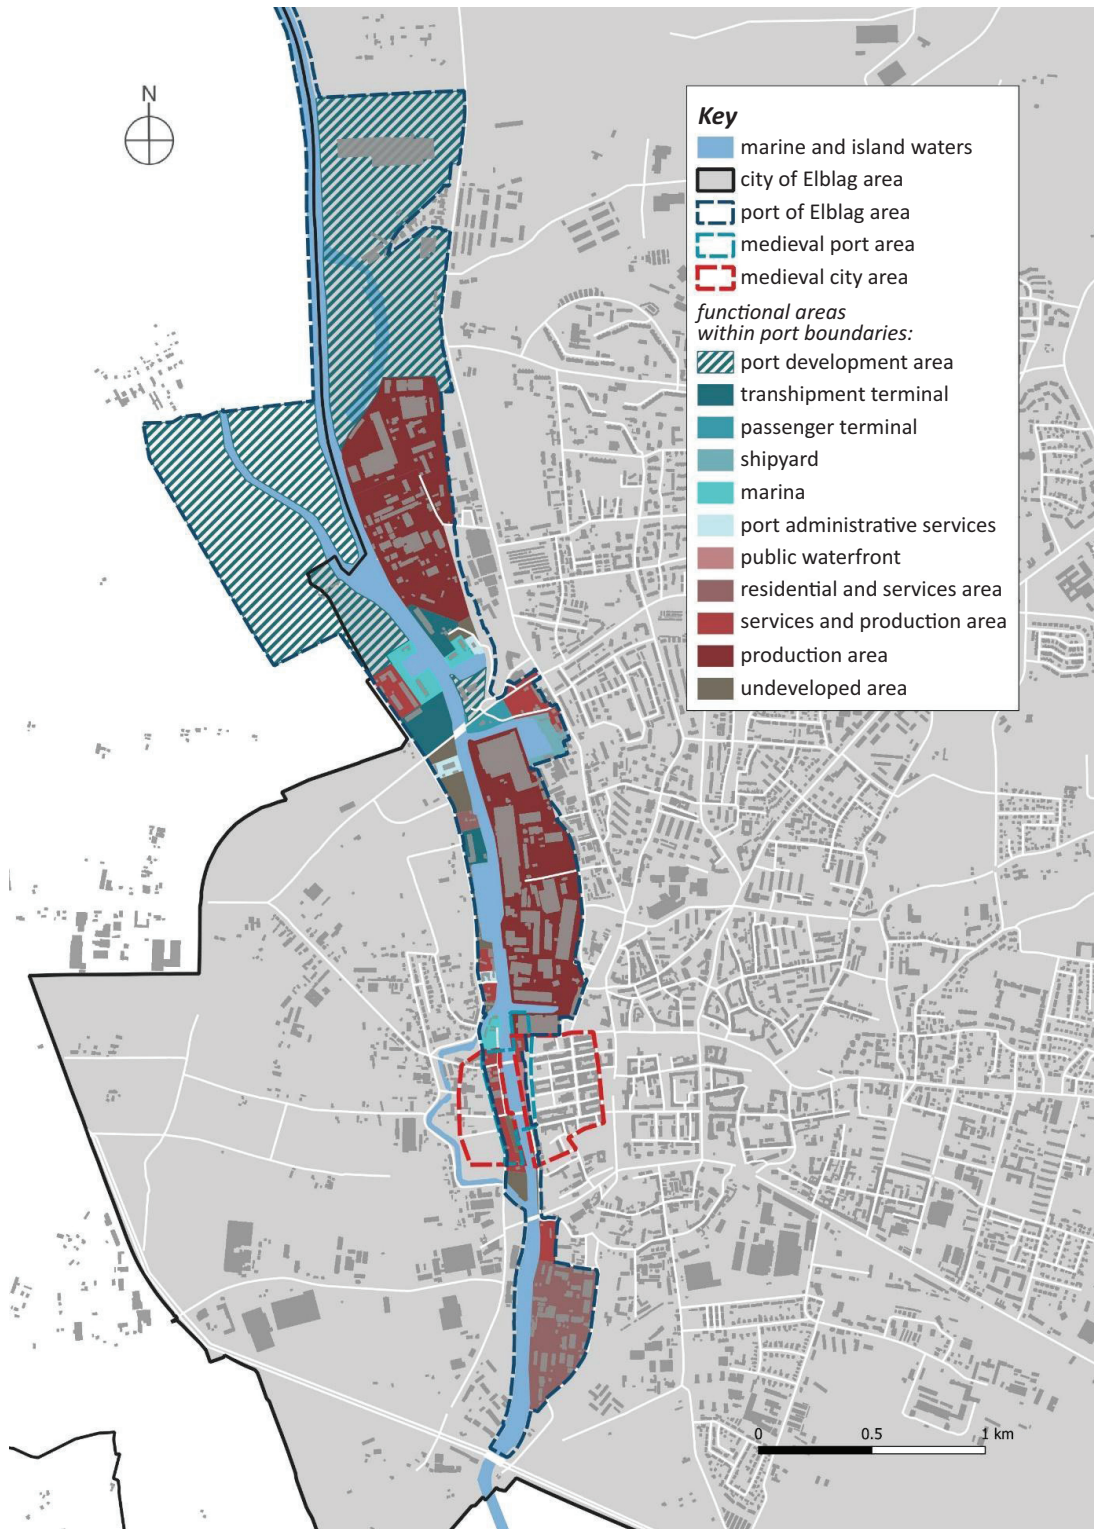 N
Key
marine and island waters
city of Elblag area
port of Elblag area
medieval port area
medieval city area
functional areas
within port boundaries:
port development area
transhipment terminal
passenger terminal
shipyard
marina
port administrative services
public waterfront
residential and services area
services and production area
production area
undeveloped area
0 0.5 1 km